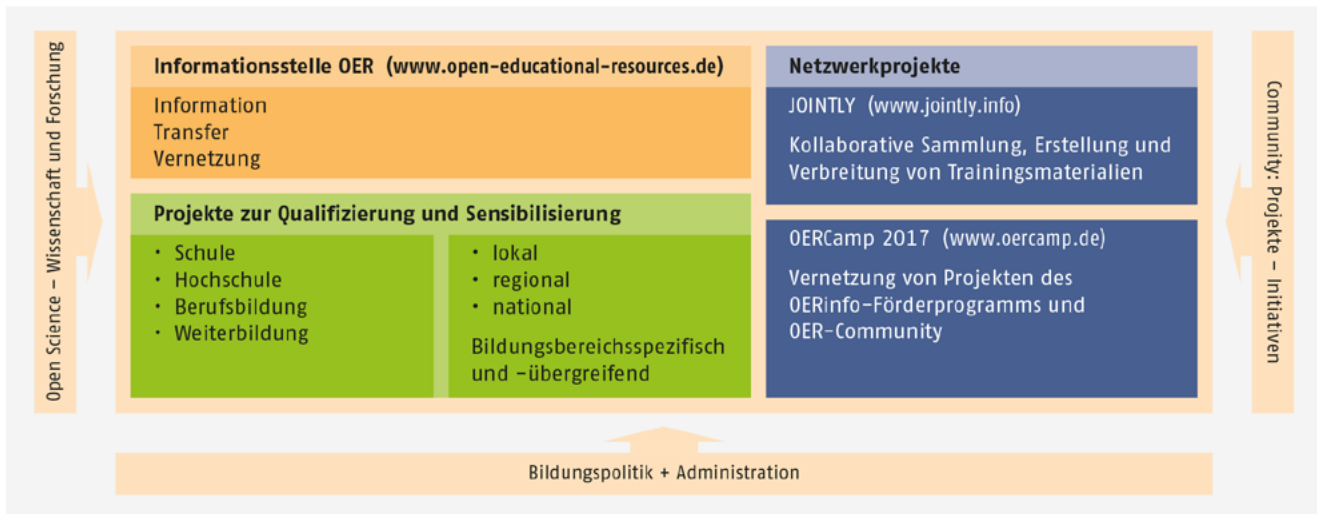 Open Science – Wissenschaft und Forschung
Informationsstelle OER (www.open-educational-resources.de)
Information
Transfer
Vernetzung
Projekte zur Qualifizierung und Sensibilisierung
· Schule
· Hochschule
· Berufsbildung
· Weiterbildung
· lokal
· regional
· national
Bildungsbereichsspezifisch
und -übergreifend
Netzwerkprojekte
JOINTLY (www.jointly.info)
Kollaborative Sammlung, Erstellung und
Verbreitung von Trainingsmaterialien
OERCamp 2017 (www.oercamp.de)
Vernetzung von Projekten des
OERinfo-Förderprogramms und
OER-Community
Community: Projekte – Initiativen
Bildungspolitik + Administration